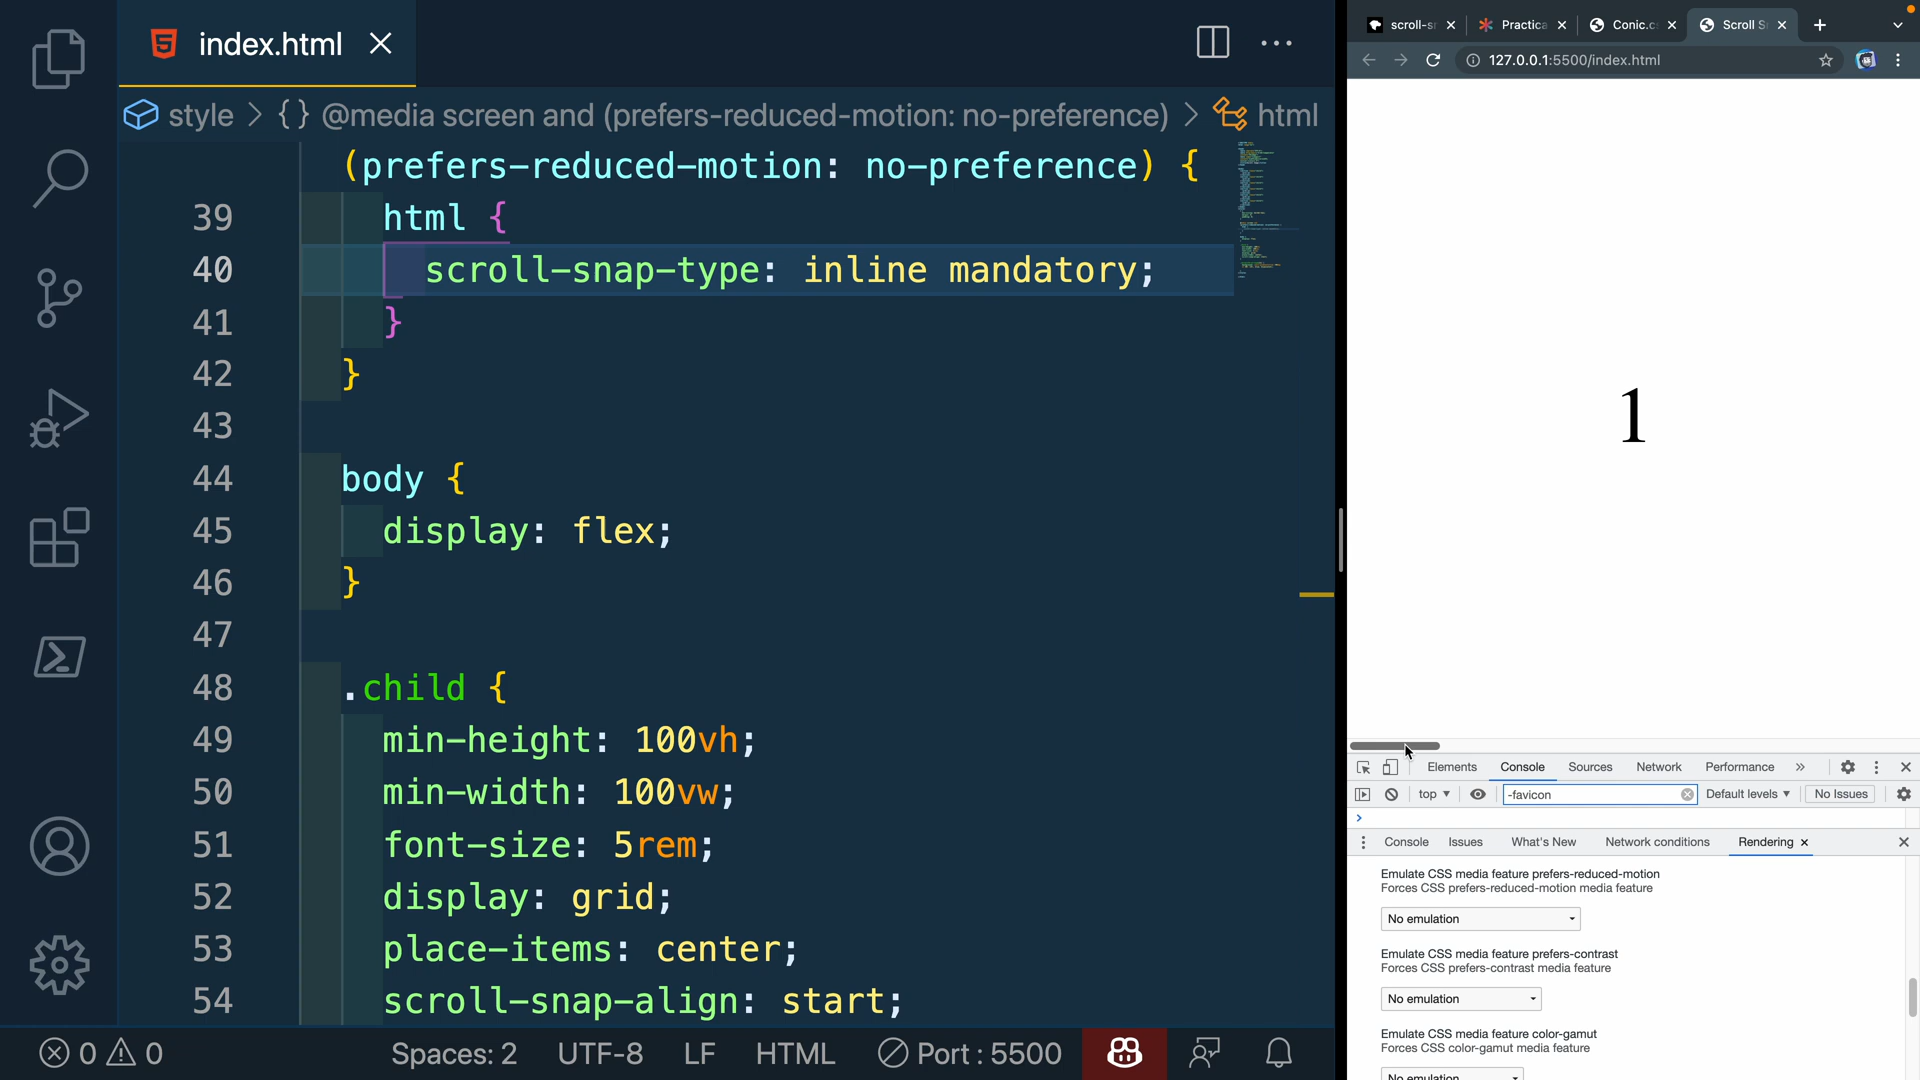 index.html
style > {} @media screen and (prefers-reduced-motion: no-preference) > html
(prefers-reduced-motion: no-preference) {
39 html {
40 scroll-snap-type: inline mandatory;
41 }
42 }
43
44 body {
45 display: flex;
46 }
47
48 .child {
49 min-height: 100vh;
50 min-width: 100vw;
51 font-size: 5rem;
52 display: grid;
53 place-items: center;
54 scroll-snap-align: start;
0 0 Spaces: 2 UTF-8 LF HTML Port : 5500
scroll-s Practica Conic.c Scroll S
127.0.0.1:5500/index.html
1
Elements Console Sources Network Performance »
top -favicon Default levels No Issues
Console Issues What's New Network conditions Rendering
Emulate CSS media feature prefers-reduced-motion
Forces CSS prefers-reduced-motion media feature
No emulation
Emulate CSS media feature prefers-contrast
Forces CSS prefers-contrast media feature
No emulation
Emulate CSS media feature color-gamut
Forces CSS color-gamut media feature
No emulation